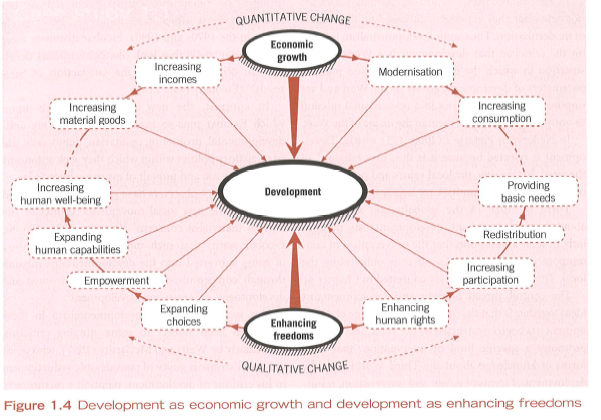 QUANTITATIVE CHANGE
Economic
growth
Increasing
incomes
Modernisation
Increasing
material goods
Increasing
consumption
Increasing
human well-being
Development
Providing
basic needs
Expanding
human capabilities
Redistribution
Empowerment
Increasing
participation
Expanding
choices
Enhancing
freedoms
Enhancing
human rights
QUALITATIVE CHANGE
Figure 1.4 Development as economic growth and development as enhancing freedoms